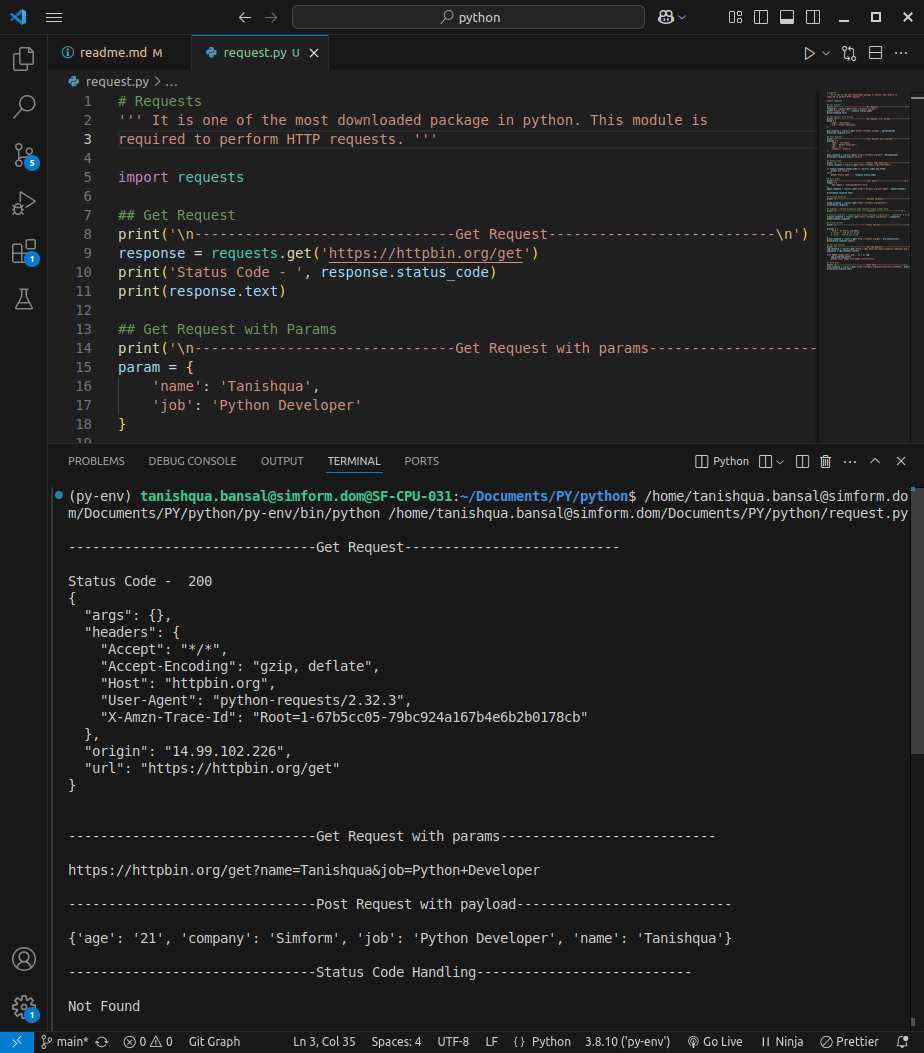 python
readme.md M
request.py U
request.py > ...
1 # Requests
2 ''' It is one of the most downloaded package in python. This module is
3 required to perform HTTP requests. '''
4
5 import requests
6
7 ## Get Request
8 print('\n-------------------------------Get Request---------------------------\n')
9 response = requests.get('https://httpbin.org/get')
10 print('Status Code - ', response.status_code)
11 print(response.text)
12
13 ## Get Request with Params
14 print('\n-------------------------------Get Request with params--------------------
15 param = {
16 'name': 'Tanishqua',
17 'job': 'Python Developer'
18 }
19
PROBLEMS DEBUG CONSOLE OUTPUT TERMINAL PORTS Python
(py-env) tanishqua.bansal@simform.dom@SF-CPU-031:~/Documents/PY/python$ /home/tanishqua.bansal@simform.do
m/Documents/PY/python/py-env/bin/python /home/tanishqua.bansal@simform.dom/Documents/PY/python/request.py
-------------------------------Get Request---------------------------
Status Code -  200
{
"args": {},
"headers": {
"Accept": "*/*",
"Accept-Encoding": "gzip, deflate",
"Host": "httpbin.org",
"User-Agent": "python-requests/2.32.3",
"X-Amzn-Trace-Id": "Root=1-67b5cc05-79bc924a167b4e6b2b0178cb"
},
"origin": "14.99.102.226",
"url": "https://httpbin.org/get"
}
-------------------------------Get Request with params---------------------------
https://httpbin.org/get?name=Tanishqua&job=Python+Developer
-------------------------------Post Request with payload---------------------------
{'age': '21', 'company': 'Simform', 'job': 'Python Developer', 'name': 'Tanishqua'}
-------------------------------Status Code Handling---------------------------
Not Found
5
1
1
main* 0 0 Git Graph Ln 3, Col 35 Spaces: 4 UTF-8 LF {} Python 3.8.10 ('py-env') Go Live Ninja Prettier